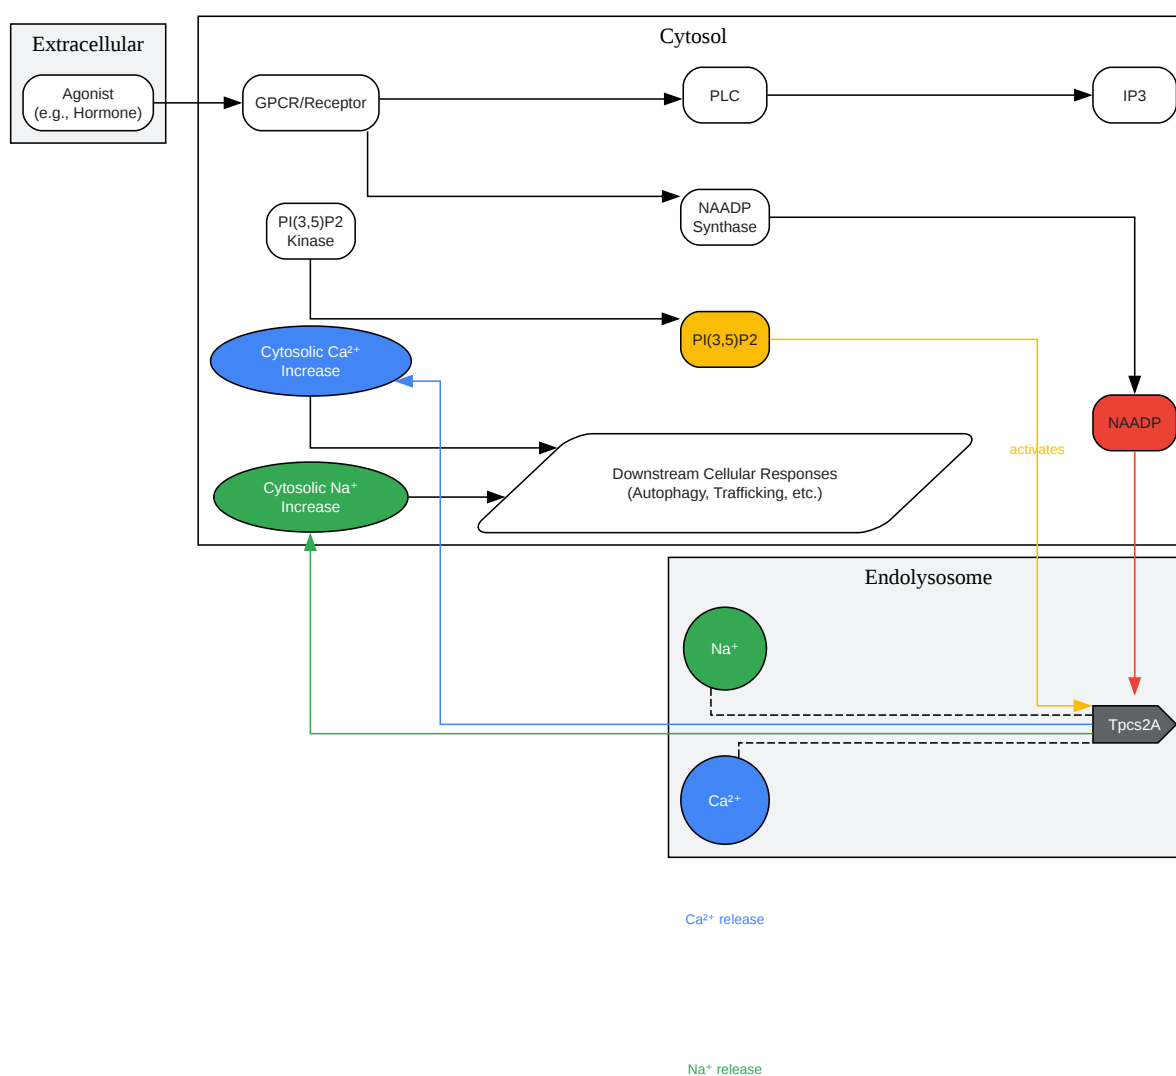 Extracellular
Cytosol
Agonist
(e.g., Hormone)
GPCR/Receptor
PLC
IP3
NAADP
Synthase
PI(3,5)P2
Kinase
PI(3,5)P2
Cytosolic Ca²⁺
Increase
NAADP
activates
Downstream Cellular Responses
(Autophagy, Trafficking, etc.)
Cytosolic Na⁺
Increase
Endolysosome
Na⁺
Tpcs2A
Ca²⁺
Ca²⁺ release
Na⁺ release